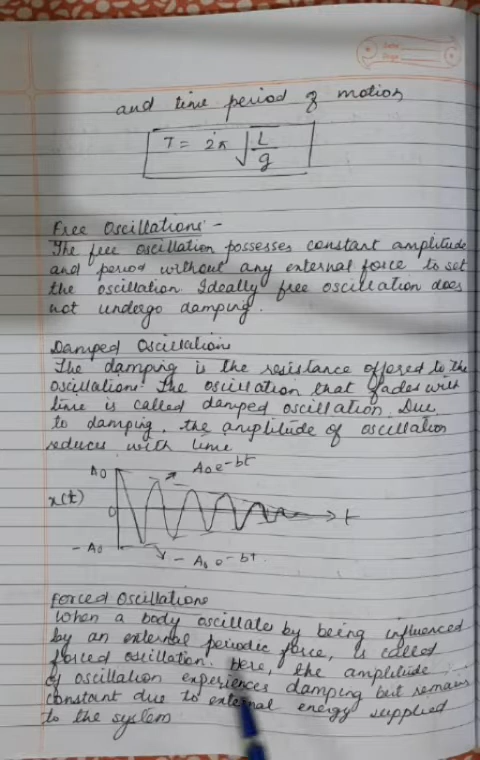 Date
Page
and time period of motion
T = 2π √L/g
Free Oscillations -
The free oscillation possesses constant amplitude
and period without any external force to set
the oscillation. Ideally free oscillation does
not undergo damping.
Damped Oscillation
The damping is the resistance offered to the
oscillation. The oscillation that fades with
time is called damped oscillation. Due
to damping, the amplitude of oscillation
reduces with time
A0
A0 e-bt
x(t)
0
t
- A0
- A0 e-bt
Forced Oscillations
When a body oscillates by being influenced
by an external periodic force, is called
forced oscillation. Here, the amplitude
of oscillation experiences damping but remains
constant due to external energy supplied
to the system